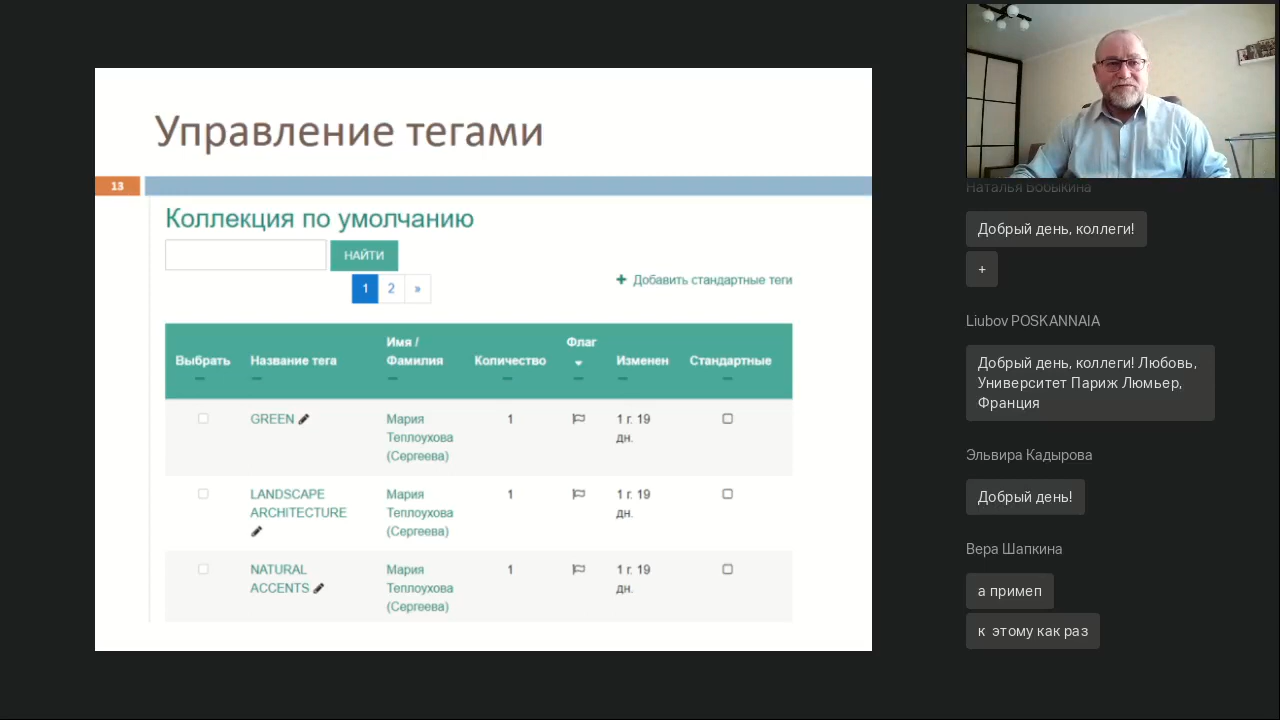 Управление тегами
13
Коллекция по умолчанию
НАЙТИ
1 2 »
+ Добавить стандартные теги
Выбрать Название тега Имя / Фамилия Количество Флаг Изменен Стандартные
GREEN Мария Теплоухова (Сергеева) 1 1 г. 19 дн.
LANDSCAPE ARCHITECTURE Мария Теплоухова (Сергеева) 1 1 г. 19 дн.
NATURAL ACCENTS Мария Теплоухова (Сергеева) 1 1 г. 19 дн.
Наталья Бобыкина
Добрый день, коллеги!
+
Liubov POSKANNAIA
Добрый день, коллеги! Любовь,
Университет Париж Люмьер,
Франция
Эльвира Кадырова
Добрый день!
Вера Шапкина
а примеп
к этому как раз